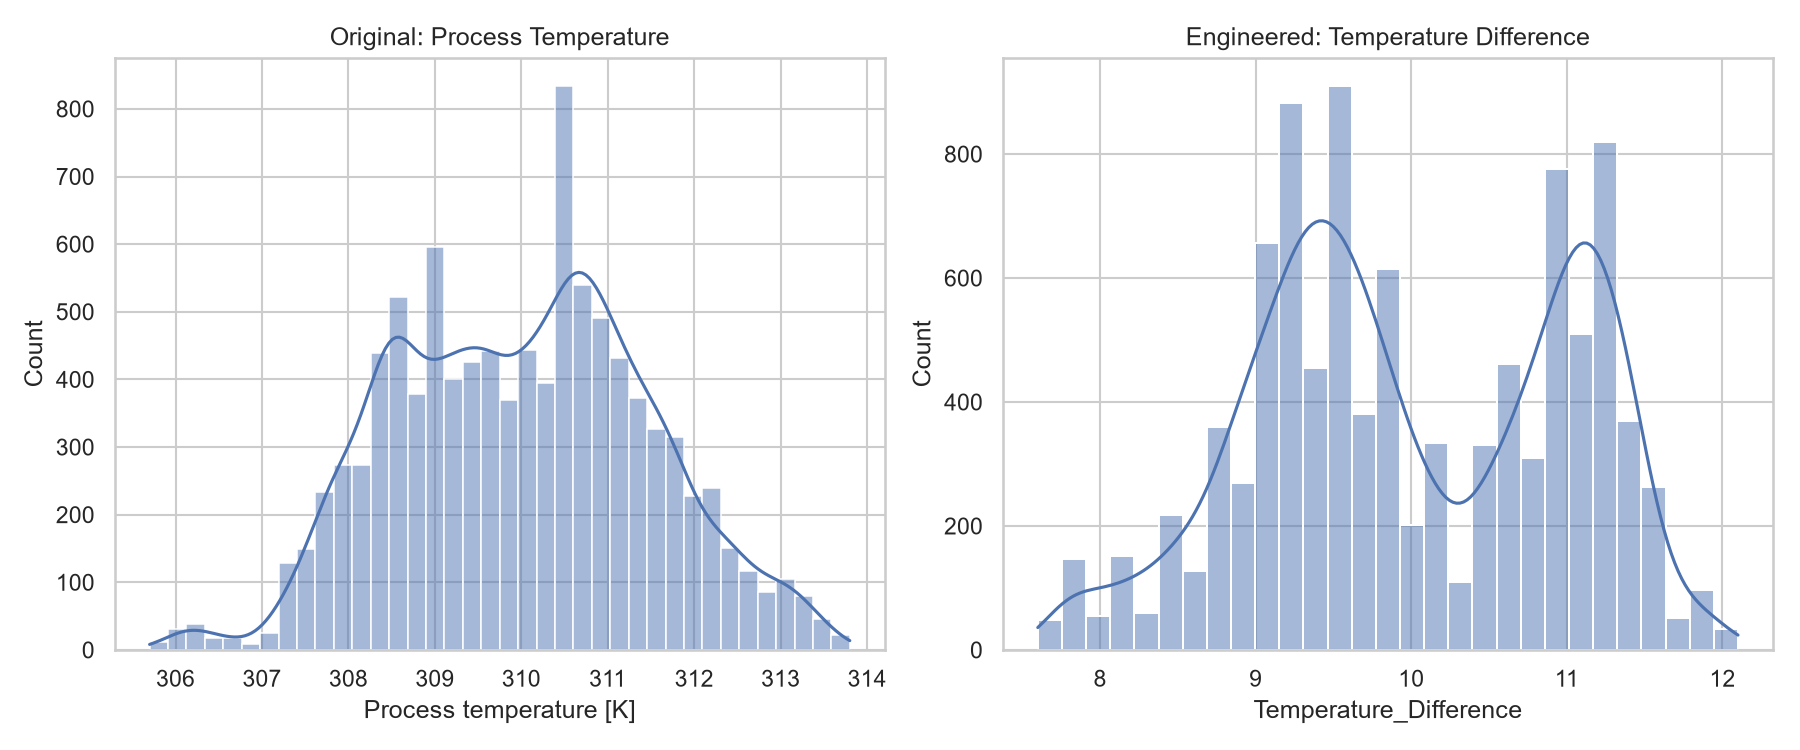 Original: Process Temperature
Count
800
700
600
500
400
300
200
100
0
306 307 308 309 310 311 312 313 314
Process temperature [K]
Engineered: Temperature Difference
Count
800
600
400
200
0
8 9 10 11 12
Temperature_Difference